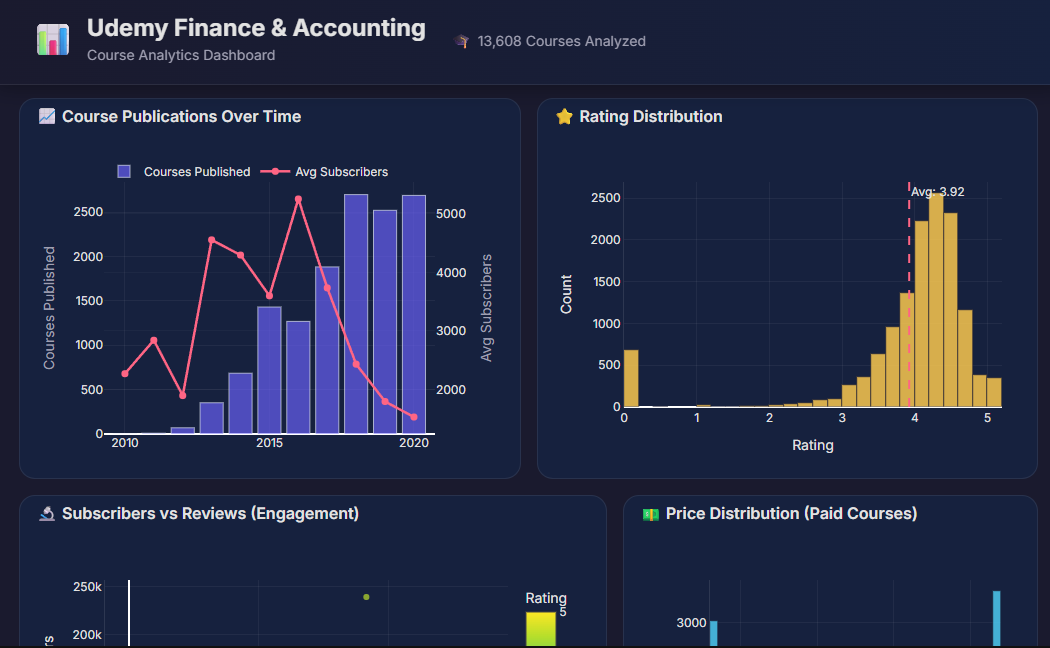 Udemy Finance & Accounting
Course Analytics Dashboard
13,608 Courses Analyzed
Course Publications Over Time
Courses Published
Avg Subscribers
2500
2000
1500
1000
500
0
Courses Published
5000
4000
3000
2000
Avg Subscribers
2010
2015
2020
Rating Distribution
Avg: 3.92
2500
2000
1500
1000
500
0
Count
0
1
2
3
4
5
Rating
Subscribers vs Reviews (Engagement)
250k
200k
rs
Rating
5
Price Distribution (Paid Courses)
3000